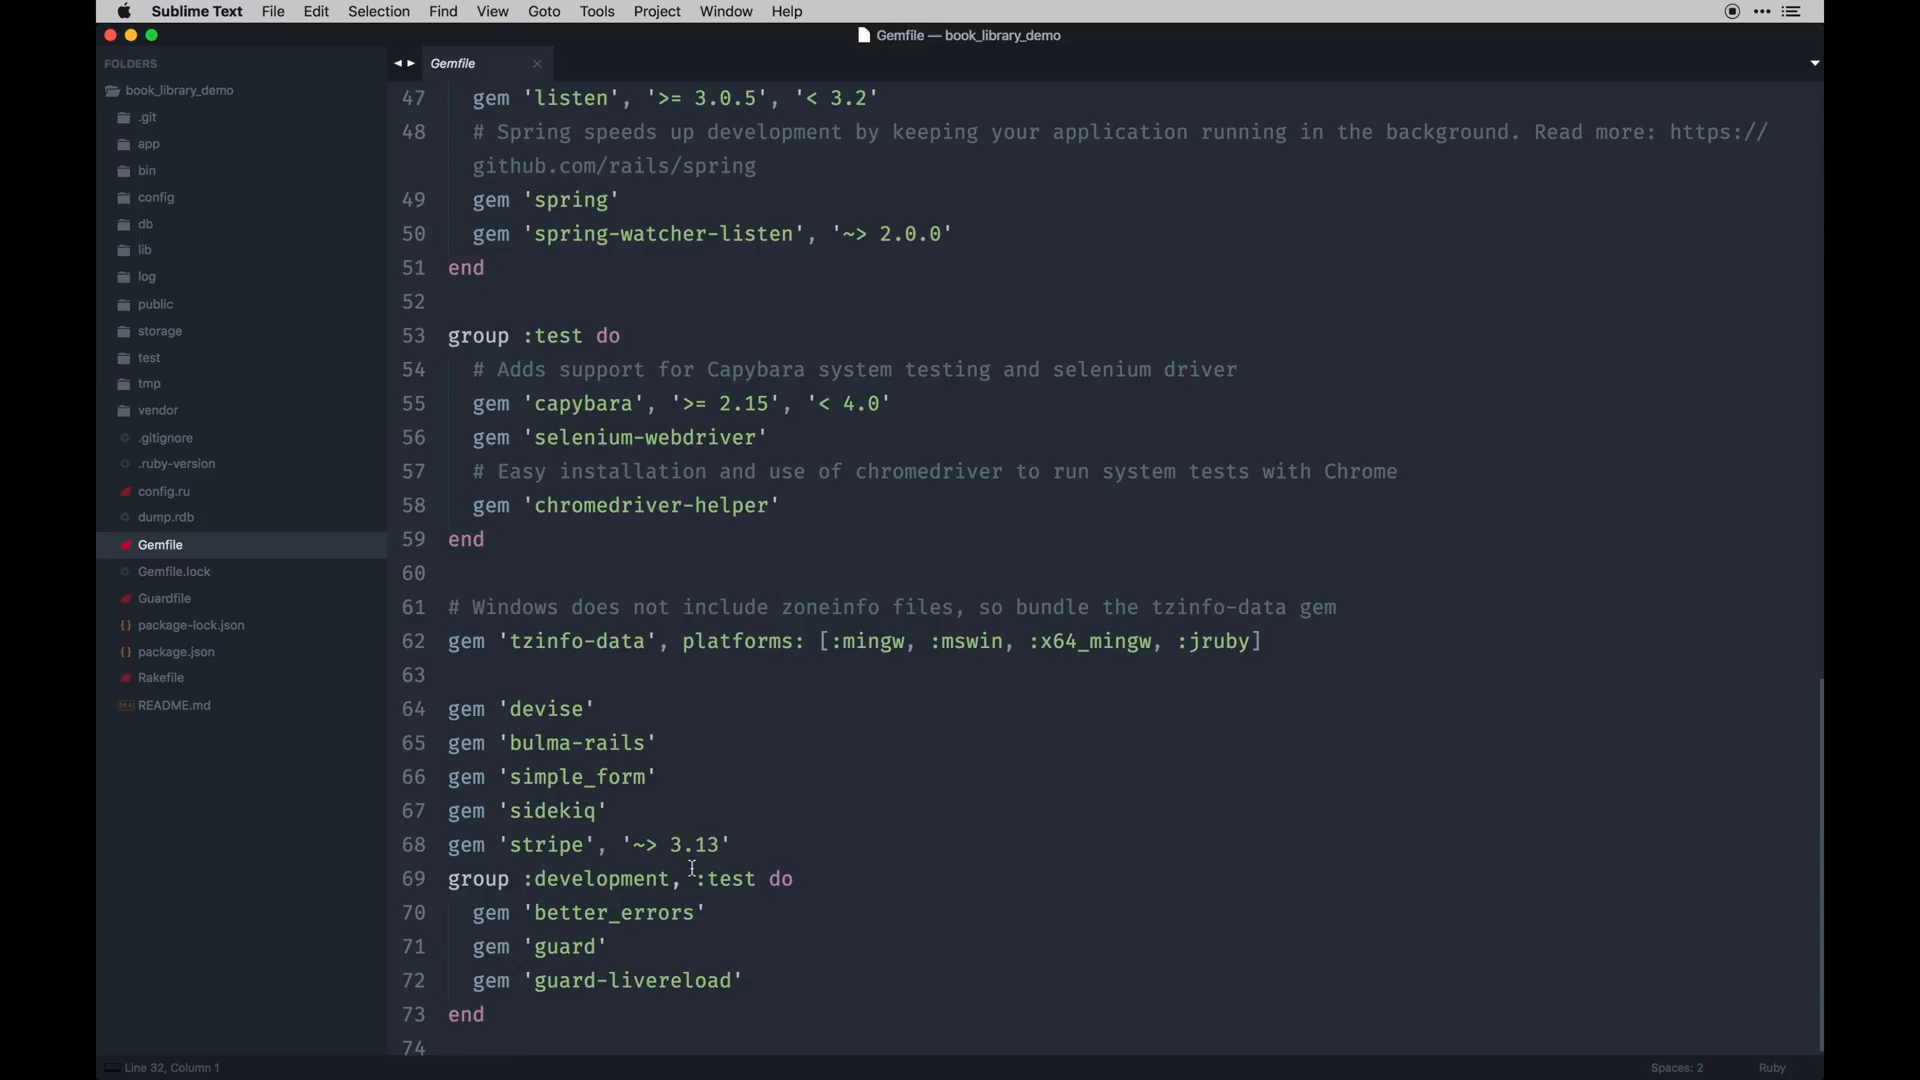 Sublime Text File Edit Selection Find View Goto Tools Project Window Help
Gemfile — book_library_demo
FOLDERS
book_library_demo
.git
app
bin
config
db
lib
log
public
storage
test
tmp
vendor
.gitignore
.ruby-version
config.ru
dump.rdb
Gemfile
Gemfile.lock
Guardfile
package-lock.json
package.json
Rakefile
README.md
Gemfile
47 gem 'listen', '>= 3.0.5', '< 3.2'
48 # Spring speeds up development by keeping your application running in the background. Read more: https://
github.com/rails/spring
49 gem 'spring'
50 gem 'spring-watcher-listen', '~> 2.0.0'
51 end
52
53 group :test do
54 # Adds support for Capybara system testing and selenium driver
55 gem 'capybara', '>= 2.15', '< 4.0'
56 gem 'selenium-webdriver'
57 # Easy installation and use of chromedriver to run system tests with Chrome
58 gem 'chromedriver-helper'
59 end
60
61 # Windows does not include zoneinfo files, so bundle the tzinfo-data gem
62 gem 'tzinfo-data', platforms: [:mingw, :mswin, :x64_mingw, :jruby]
63
64 gem 'devise'
65 gem 'bulma-rails'
66 gem 'simple_form'
67 gem 'sidekiq'
68 gem 'stripe', '~> 3.13'
69 group :development, :test do
70 gem 'better_errors'
71 gem 'guard'
72 gem 'guard-livereload'
73 end
74
Line 32, Column 1 Spaces: 2 Ruby